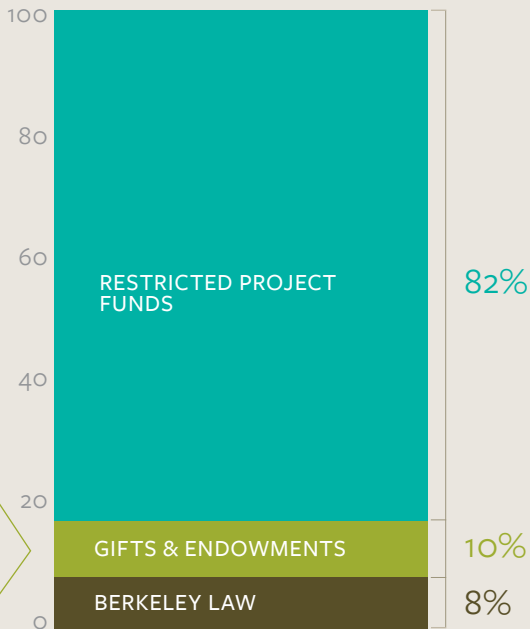 100
80
60
RESTRICTED PROJECT
FUNDS
82%
40
20
GIFTS & ENDOWMENTS
10%
BERKELEY LAW
8%
0